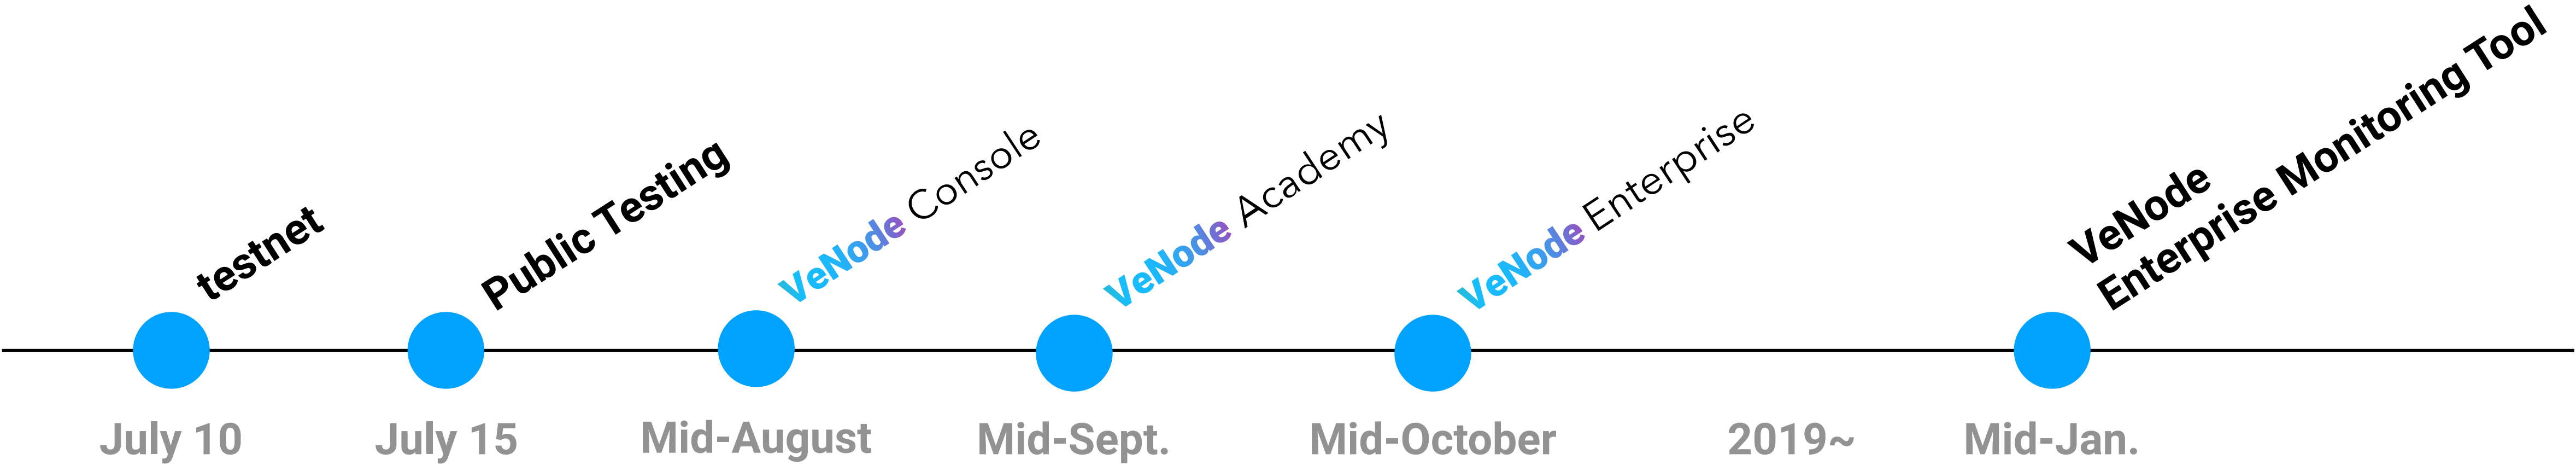 testnet
Public Testing
VeNode Console
VeNode Academy
VeNode Enterprise
VeNode
Enterprise Monitoring Tool
July 10
July 15
Mid-August
Mid-Sept.
Mid-October
2019~
Mid-Jan.